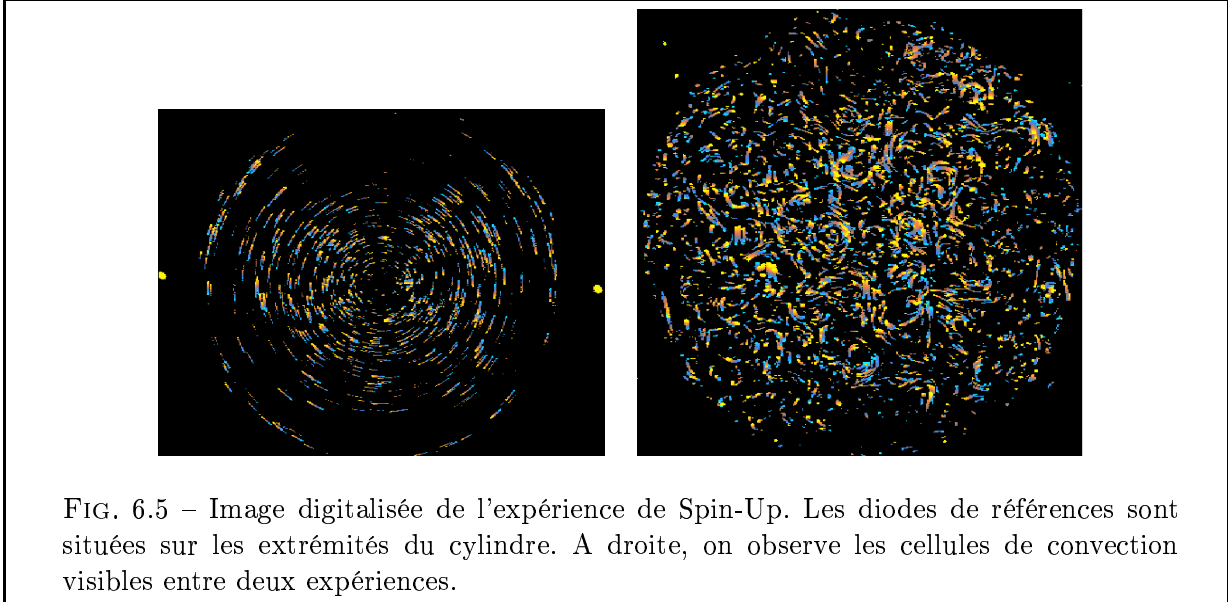 FIG. 6.5 – Image digitalisée de l'expérience de Spin-Up. Les diodes de références sont
situées sur les extrémités du cylindre. A droite, on observe les cellules de convection
visibles entre deux expériences.